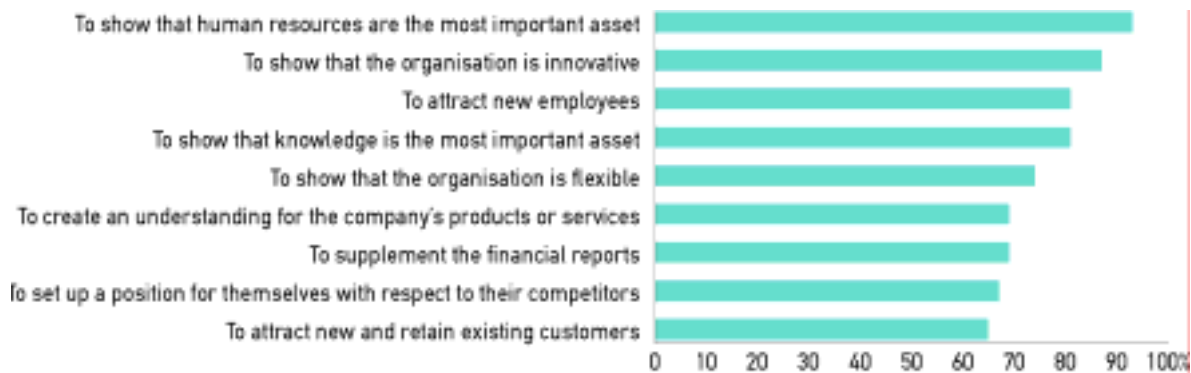 To show that human resources are the most important asset
To show that the organisation is innovative
To attract new employees
To show that knowledge is the most important asset
To show that the organisation is flexible
To create an understanding for the company's products or services
To supplement the financial reports
To set up a position for themselves with respect to their competitors
To attract new and retain existing customers
0 10 20 30 40 50 60 70 80 90 100%